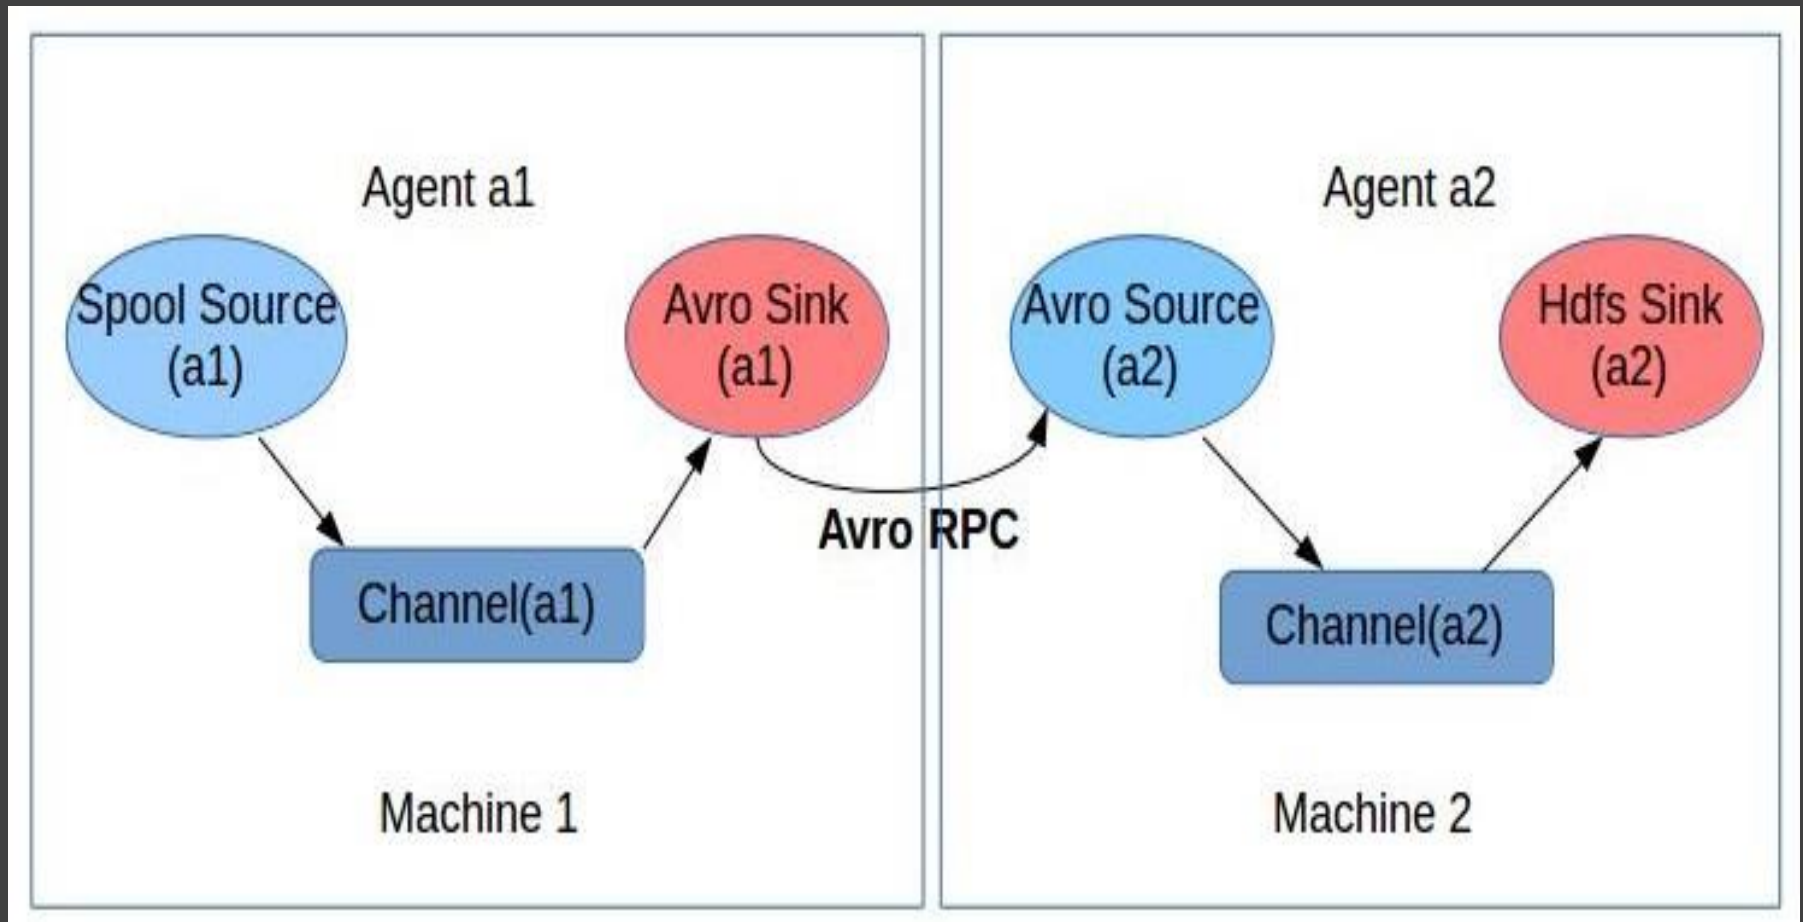 Agent a1
Spool Source
(a1)
Avro Sink
(a1)
Channel(a1)
Machine 1
Avro RPC
Agent a2
Avro Source
(a2)
Hdfs Sink
(a2)
Channel(a2)
Machine 2